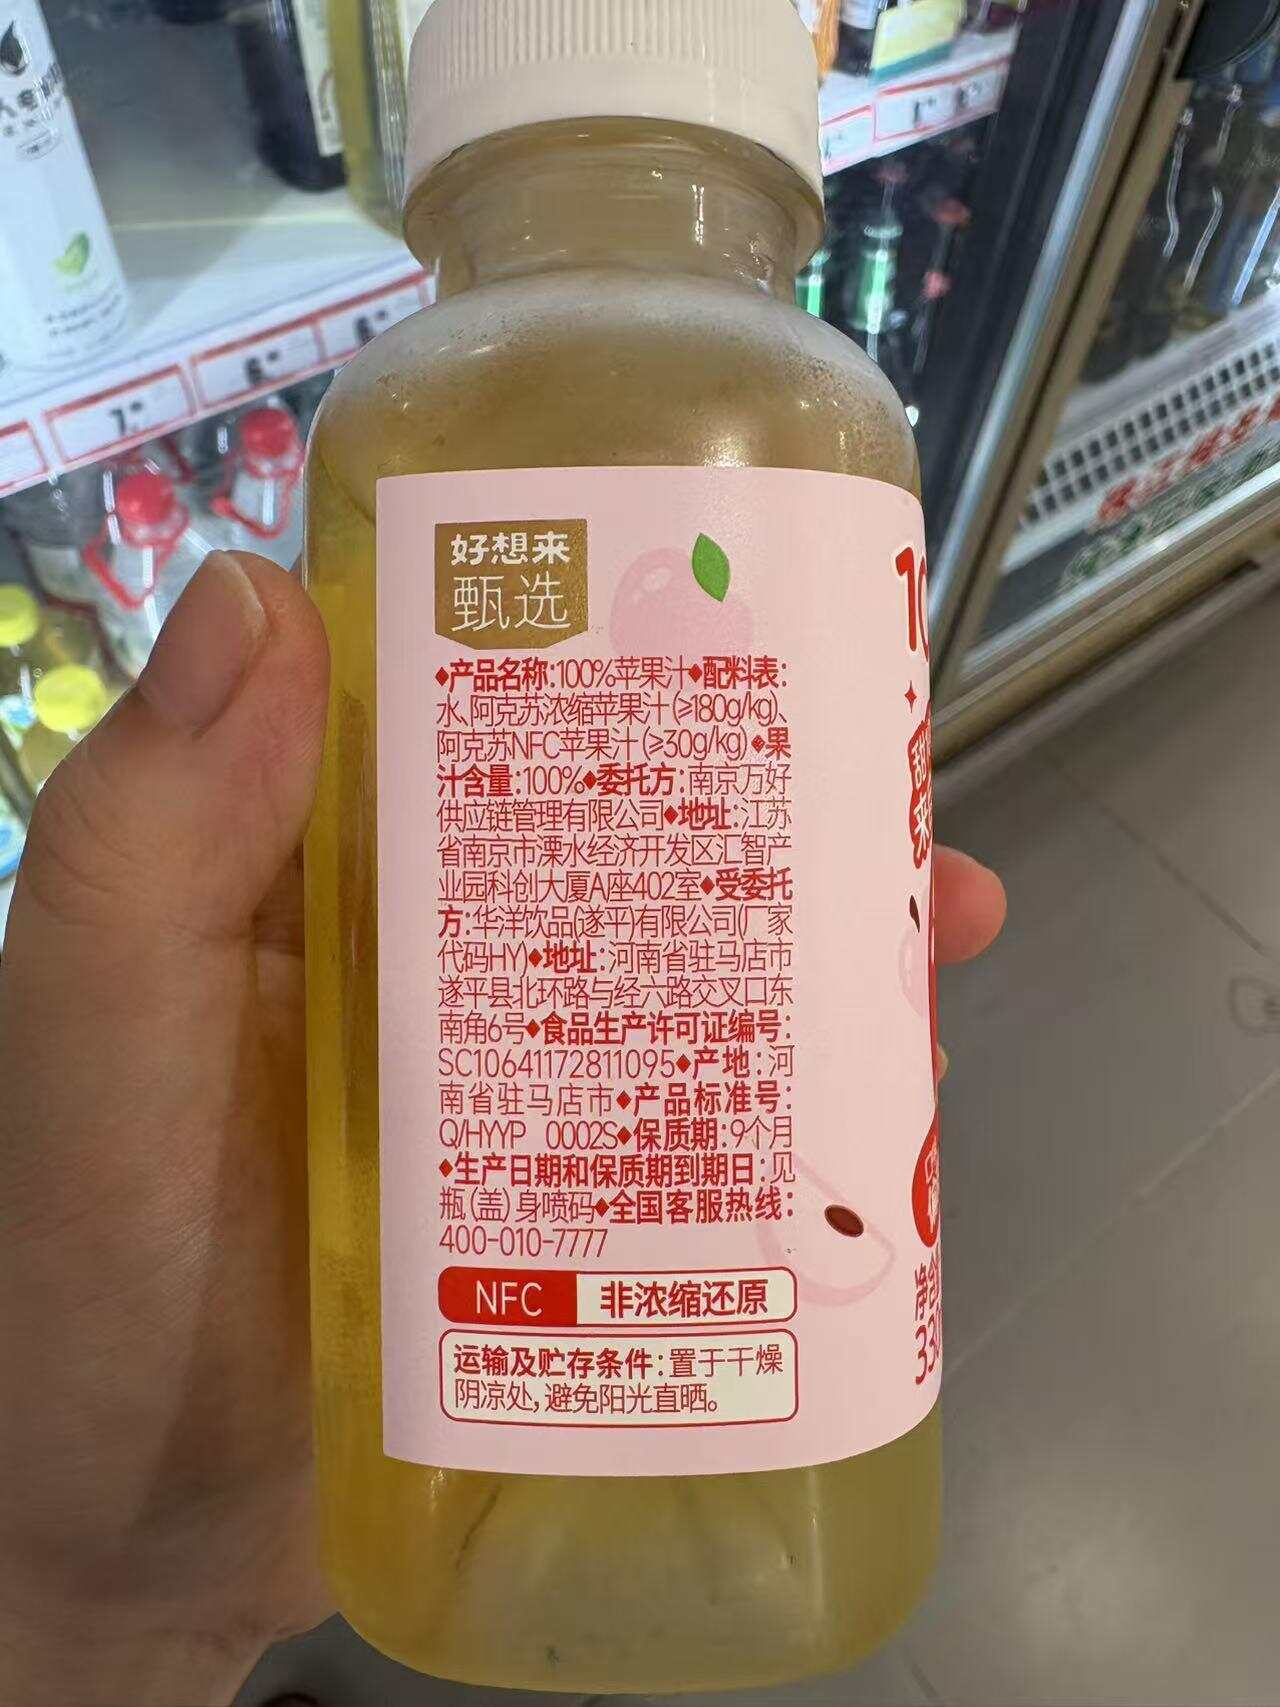 好想来
甄选
♦产品名称:100%苹果汁♦配料表:
水、阿克苏浓缩苹果汁(≥180g/kg)、
阿克苏NFC苹果汁(≥30g/kg)♦果
汁含量:100%♦委托方:南京万好
供应链管理有限公司♦地址:江苏
省南京市溧水经济开发区汇智产
业园科创大厦A座402室♦受委托
方:华洋饮品(遂平)有限公司(厂家
代码HY)♦地址:河南省驻马店市
遂平县北环路与经六路交叉口东
南角6号♦食品生产许可证编号:
SC10641172811095♦产地:河
南省驻马店市♦产品标准号:
Q/HYYP 0002S♦保质期:9个月
♦生产日期和保质期到期日:见
瓶(盖)身喷码♦全国客服热线:
400-010-7777
NFC 非浓缩还原
运输及贮存条件:置于干燥
阴凉处,避免阳光直晒。
10
甜
来
净含
330